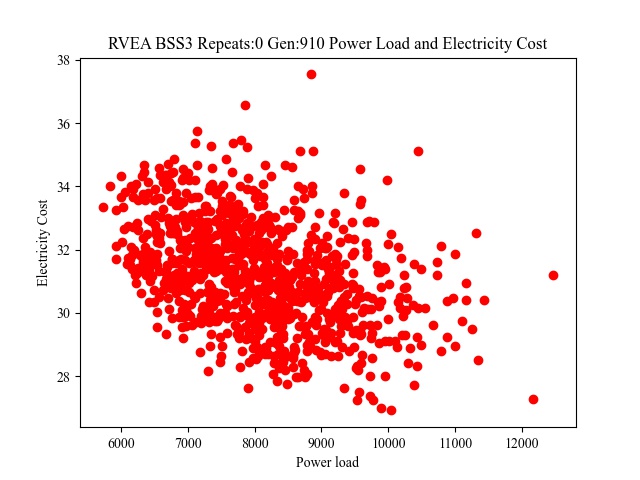 RVEA BSS3 Repeats:0 Gen:910 Power Load and Electricity Cost
38
36
34
32
30
28
Electricity Cost
6000 7000 8000 9000 10000 11000 12000
Power load